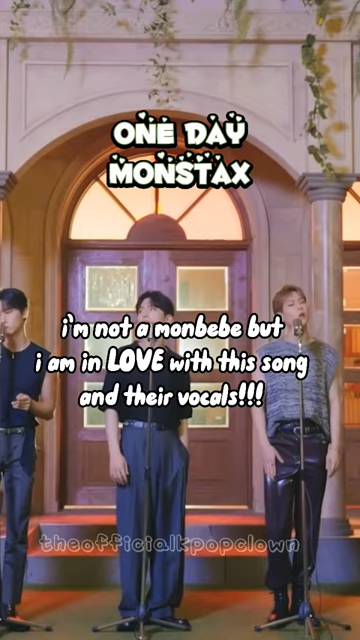 ONE DAY
MONSTAX
i'm not a monbebe but
i am in LOVE with this song
and their vocals!!!
theofficialkpopclown